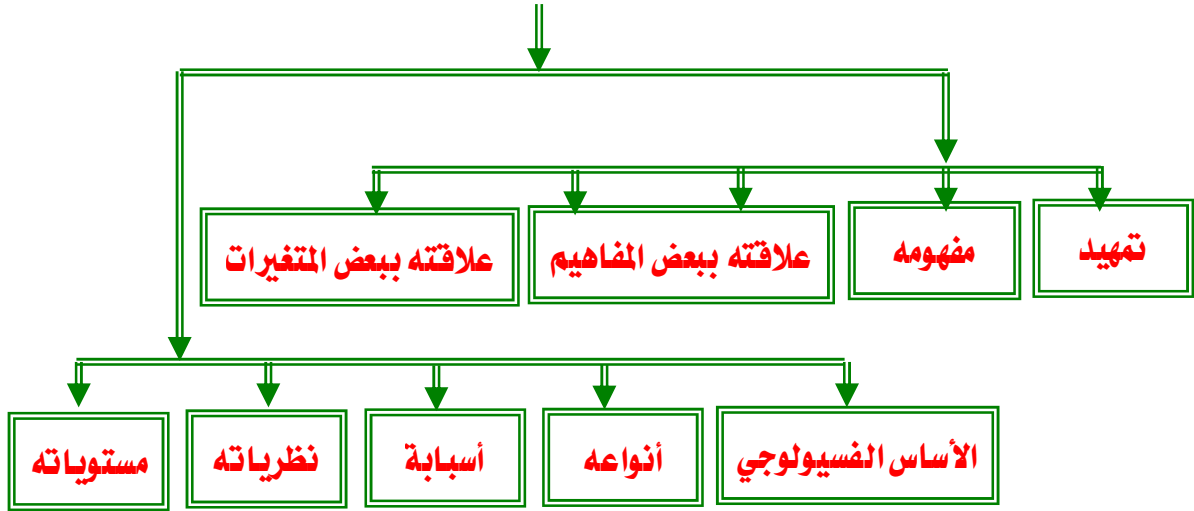 تمهيد
مفهومه
علاقته ببعض المفاهيم
علاقته ببعض المتغيرات
الأساس الفسيولوجي
أنواعه
أسبابة
نظرياته
مستوياته